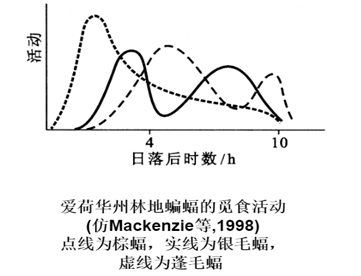 活动
4
10
日落后时数/h
爱荷华州林地蝙蝠的觅食活动
(仿Mackenzie等,1998)
点线为棕蝠，实线为银毛蝠，
虚线为蓬毛蝠